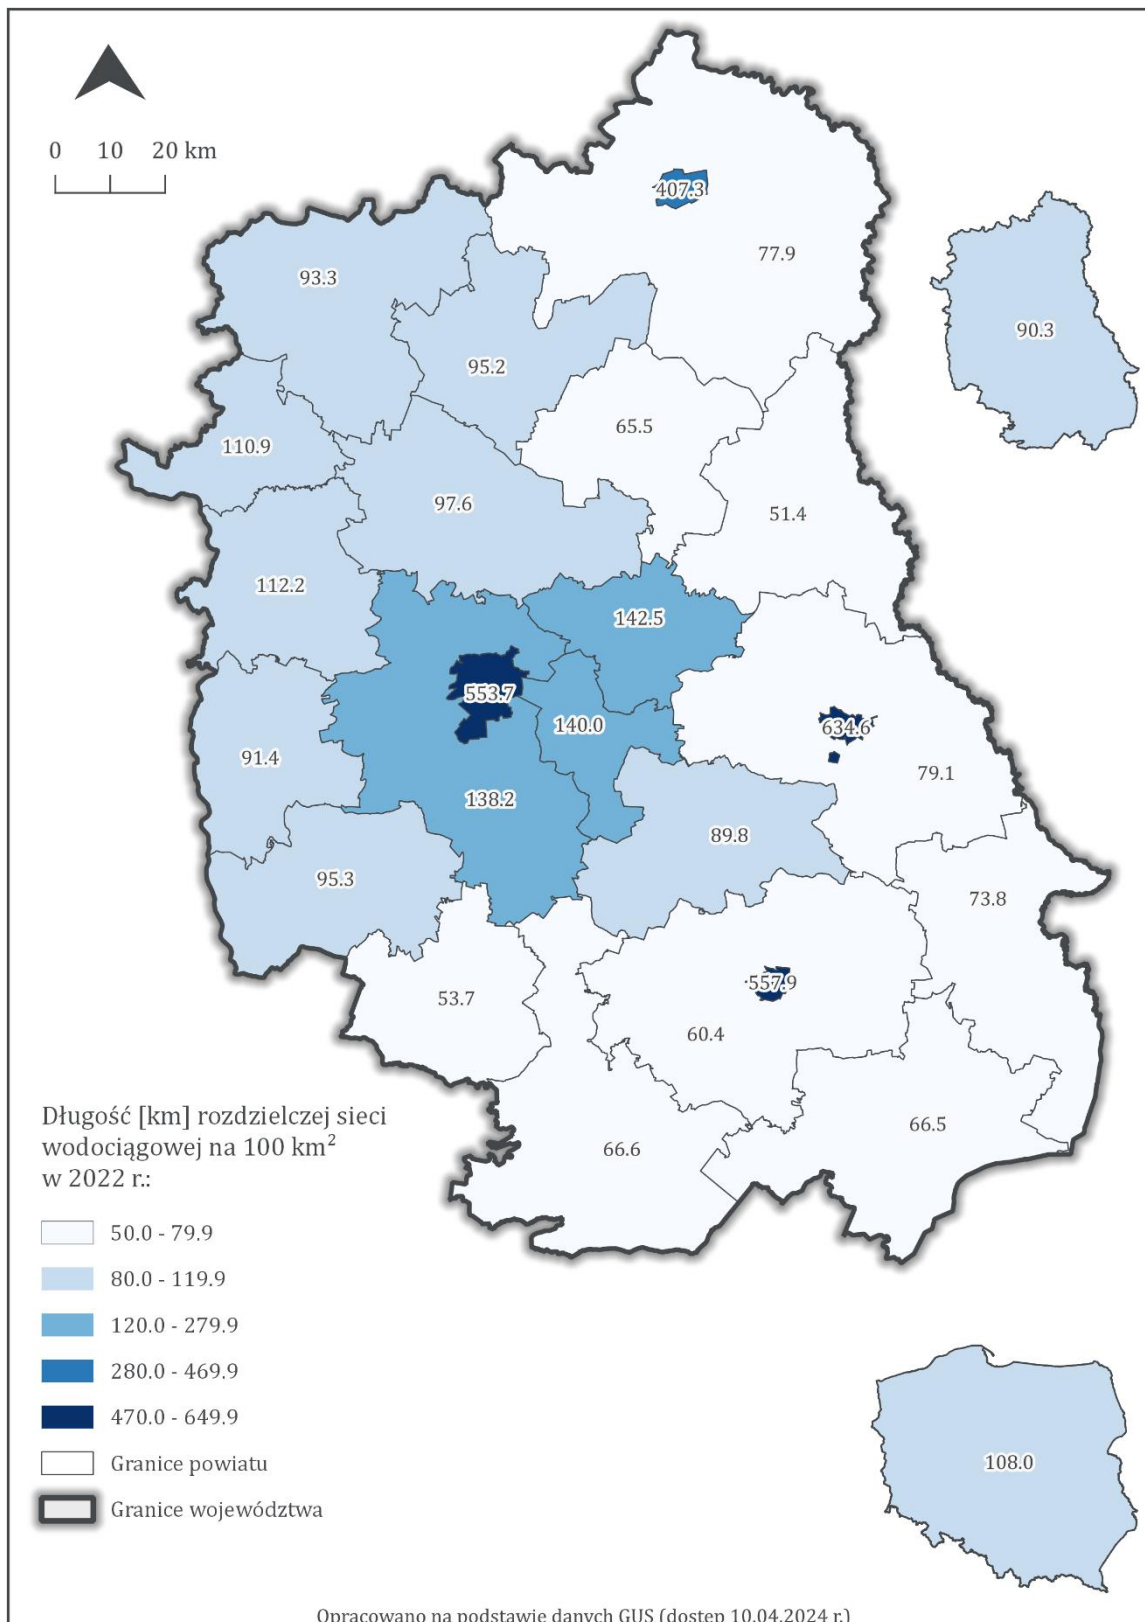 0 10 20 km
407.3
77.9
93.3
90.3
95.2
65.5
110.9
97.6
51.4
112.2
142.5
553.7
140.0
634.6
91.4
79.1
138.2
89.8
95.3
73.8
557.9
53.7
60.4
66.5
66.6
Długość [km] rozdzielczej sieci
wodociągowej na 100 km²
w 2022 r.:
50.0 - 79.9
80.0 - 119.9
120.0 - 279.9
280.0 - 469.9
470.0 - 649.9
Granice powiatu
Granice województwa
108.0
Opracowano na podstawie danych GUS (dostęp 10.04.2024 r.)